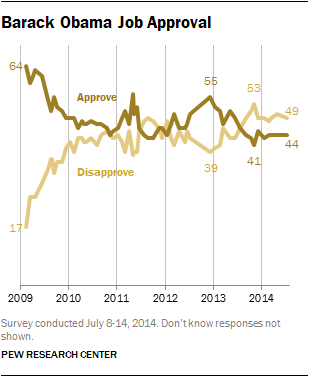 Barack Obama Job Approval
64
55
53
Approve
49
44
Disapprove
39
41
17
2009 2010 2011 2012 2013 2014
Survey conducted July 8-14, 2014. Don't know responses not
shown.
PEW RESEARCH CENTER